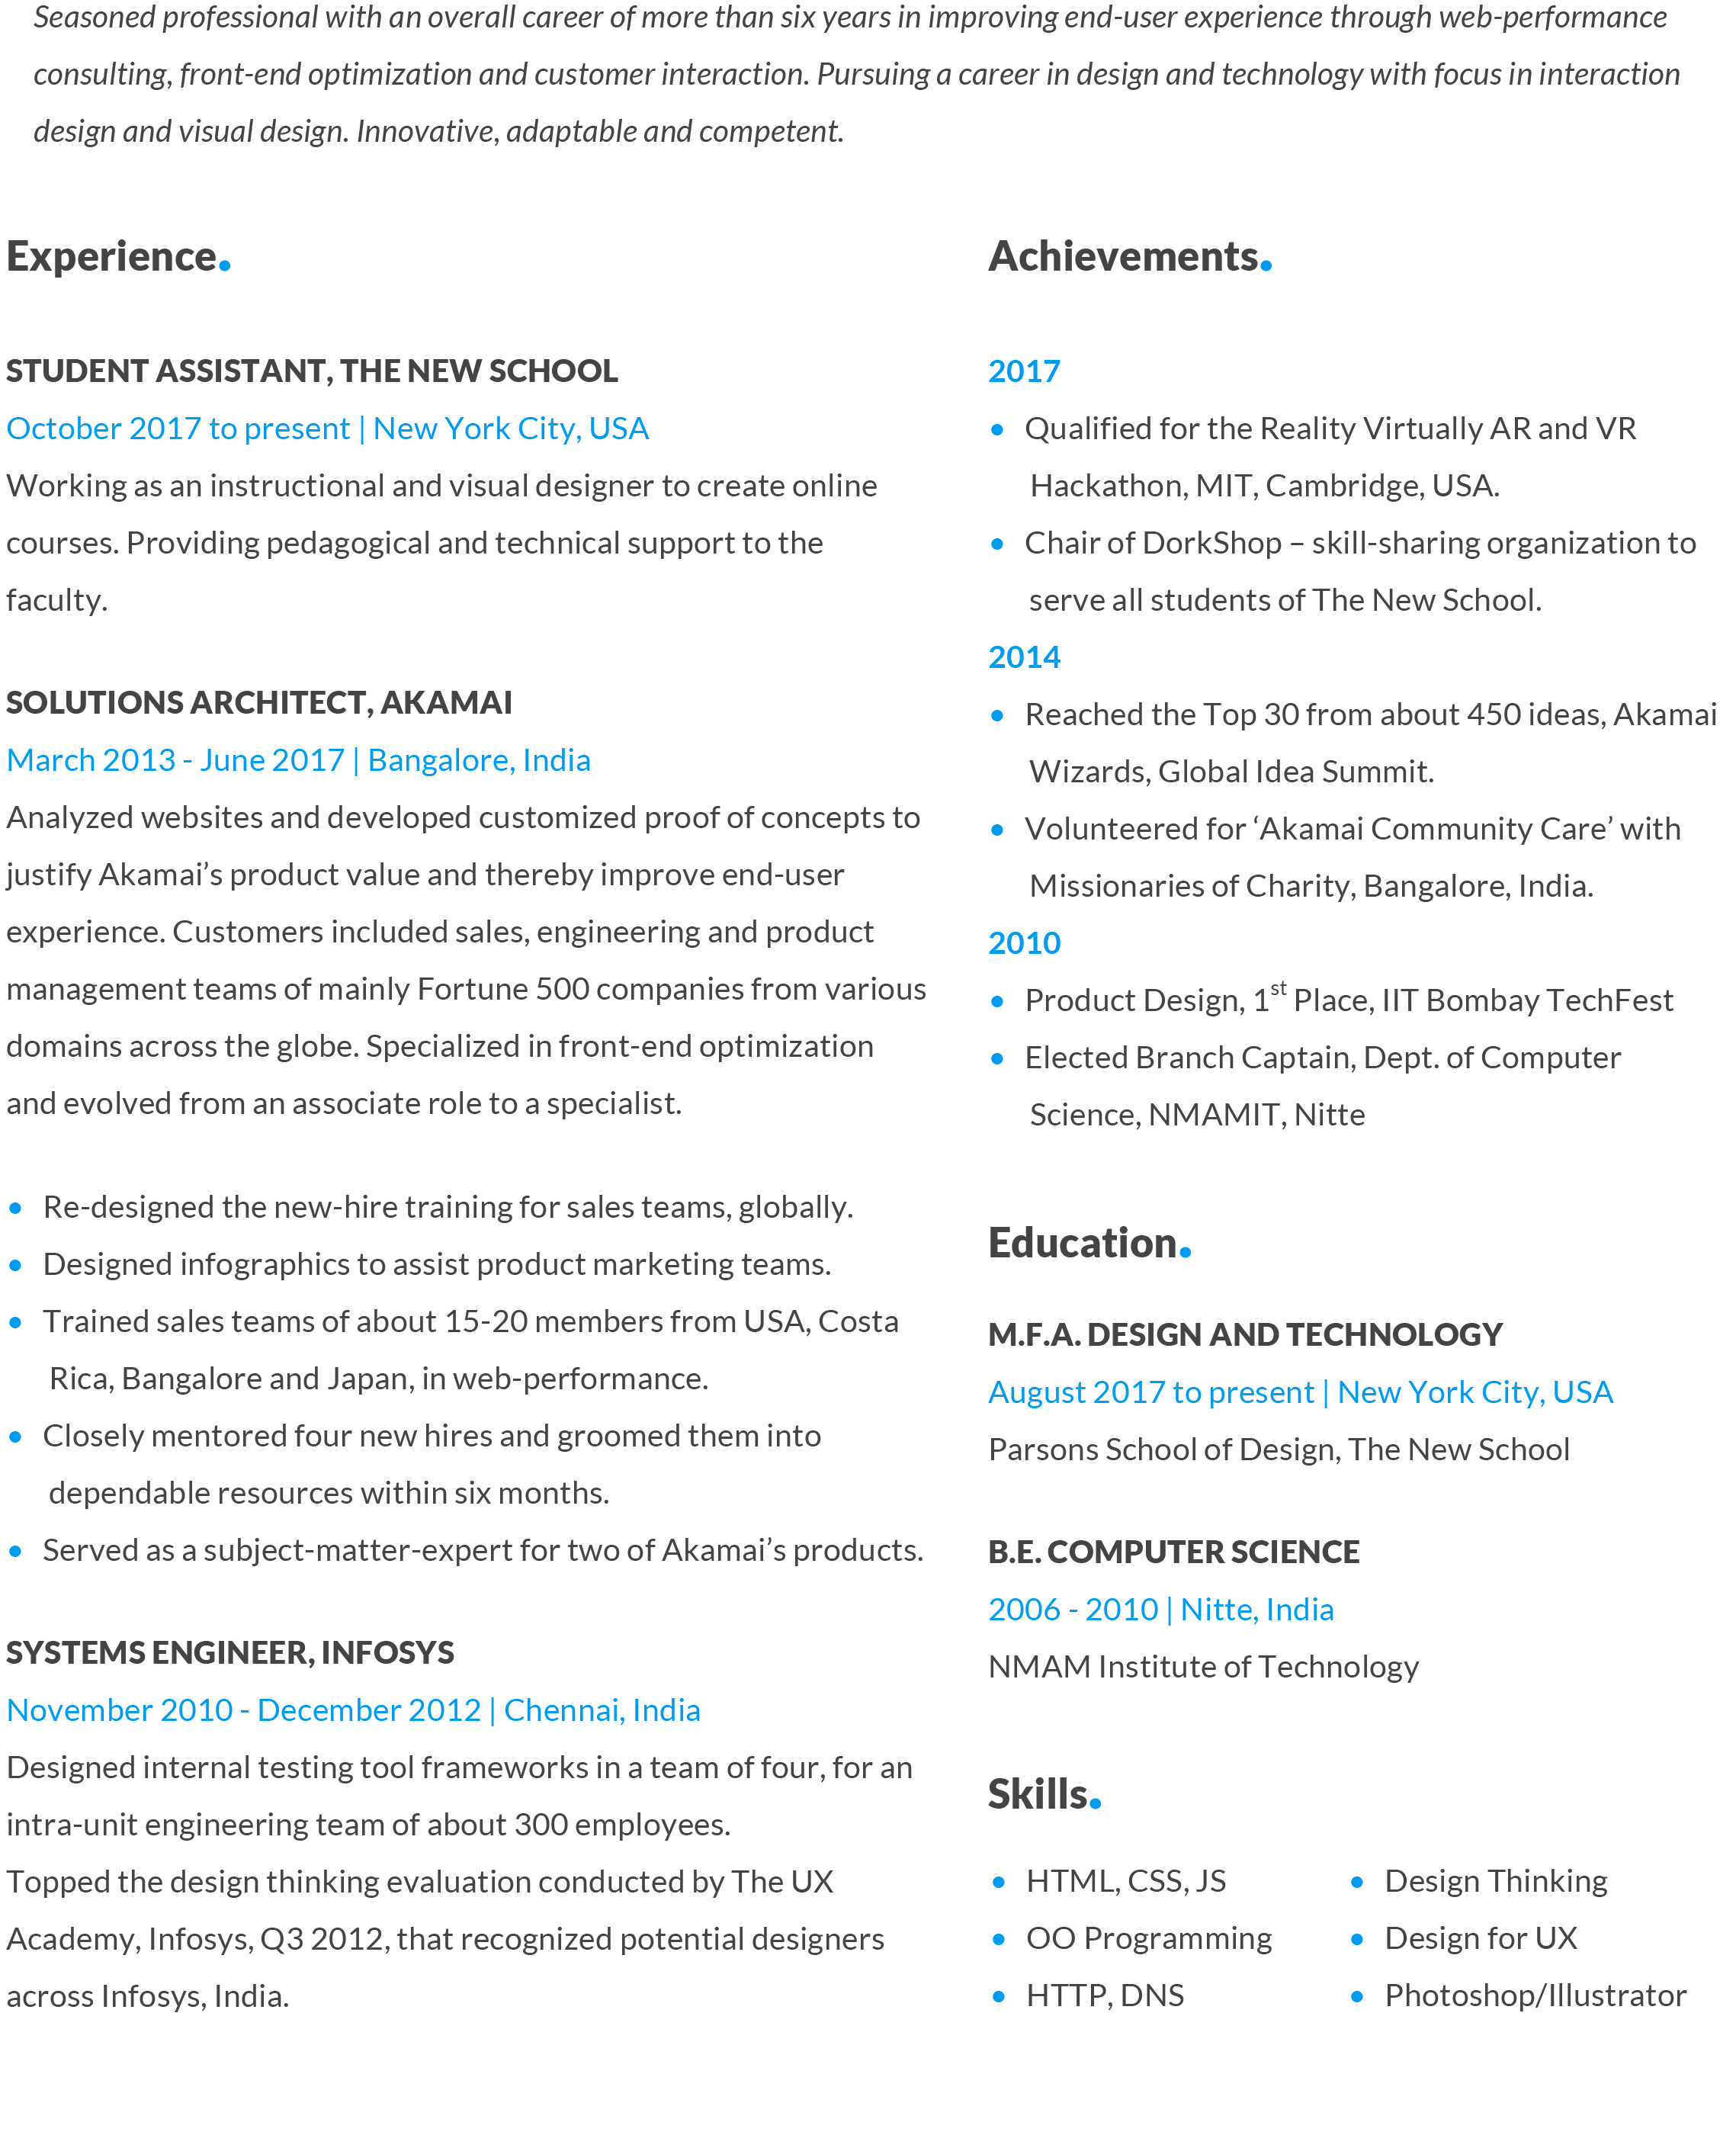 Seasoned professional with an overall career of more than six years in improving end-user experience through web-performance
consulting, front-end optimization and customer interaction. Pursuing a career in design and technology with focus in interaction
design and visual design. Innovative, adaptable and competent.
Experience.
STUDENT ASSISTANT, THE NEW SCHOOL
October 2017 to present | New York City, USA
Working as an instructional and visual designer to create online
courses. Providing pedagogical and technical support to the
faculty.
SOLUTIONS ARCHITECT, AKAMAI
March 2013 - June 2017 | Bangalore, India
Analyzed websites and developed customized proof of concepts to
justify Akamai’s product value and thereby improve end-user
experience. Customers included sales, engineering and product
management teams of mainly Fortune 500 companies from various
domains across the globe. Specialized in front-end optimization
and evolved from an associate role to a specialist.
• Re-designed the new-hire training for sales teams, globally.
• Designed infographics to assist product marketing teams.
• Trained sales teams of about 15-20 members from USA, Costa
Rica, Bangalore and Japan, in web-performance.
• Closely mentored four new hires and groomed them into
dependable resources within six months.
• Served as a subject-matter-expert for two of Akamai’s products.
SYSTEMS ENGINEER, INFOSYS
November 2010 - December 2012 | Chennai, India
Designed internal testing tool frameworks in a team of four, for an
intra-unit engineering team of about 300 employees.
Topped the design thinking evaluation conducted by The UX
Academy, Infosys, Q3 2012, that recognized potential designers
across Infosys, India.
Achievements.
2017
• Qualified for the Reality Virtually AR and VR
Hackathon, MIT, Cambridge, USA.
• Chair of DorkShop – skill-sharing organization to
serve all students of The New School.
2014
• Reached the Top 30 from about 450 ideas, Akamai
Wizards, Global Idea Summit.
• Volunteered for ‘Akamai Community Care’ with
Missionaries of Charity, Bangalore, India.
2010
• Product Design, 1st Place, IIT Bombay TechFest
• Elected Branch Captain, Dept. of Computer
Science, NMAMIT, Nitte
Education.
M.F.A. DESIGN AND TECHNOLOGY
August 2017 to present | New York City, USA
Parsons School of Design, The New School
B.E. COMPUTER SCIENCE
2006 - 2010 | Nitte, India
NMAM Institute of Technology
Skills.
• HTML, CSS, JS
• OO Programming
• HTTP, DNS
• Design Thinking
• Design for UX
• Photoshop/Illustrator